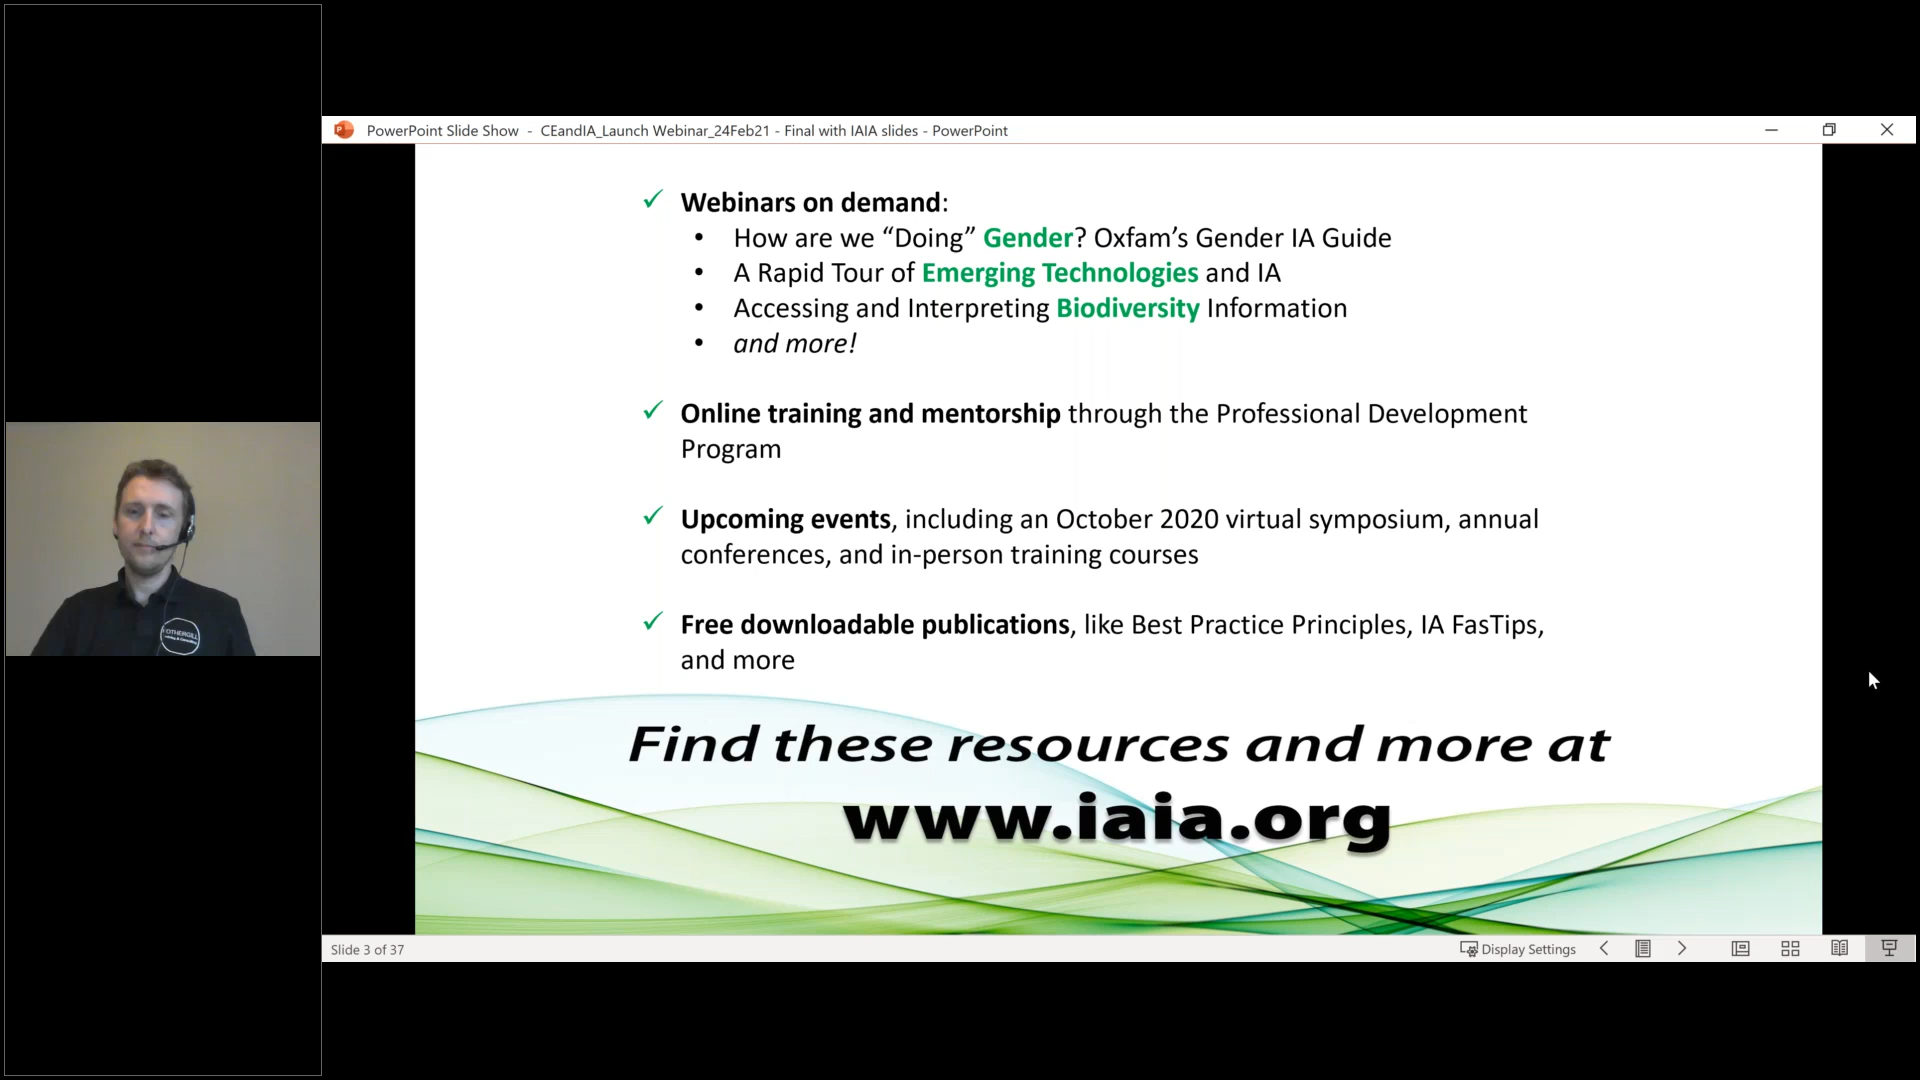 PowerPoint Slide Show - CEandIA_Launch Webinar_24Feb21 - Final with IAIA slides - PowerPoint
✓ Webinars on demand:
• How are we “Doing” Gender? Oxfam’s Gender IA Guide
• A Rapid Tour of Emerging Technologies and IA
• Accessing and Interpreting Biodiversity Information
• and more!
✓ Online training and mentorship through the Professional Development
Program
✓ Upcoming events, including an October 2020 virtual symposium, annual
conferences, and in-person training courses
✓ Free downloadable publications, like Best Practice Principles, IA FasTips,
and more
Find these resources and more at
www.iaia.org
Slide 3 of 37
Display Settings